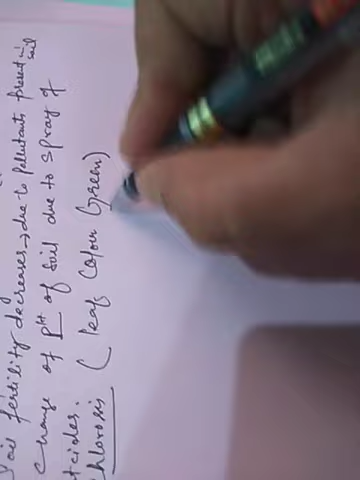 Soil fertility decreases → due to pollutants present in soil
Change of pH of soil due to spray of
ticides.
hlorosis ( leaf colour Green)